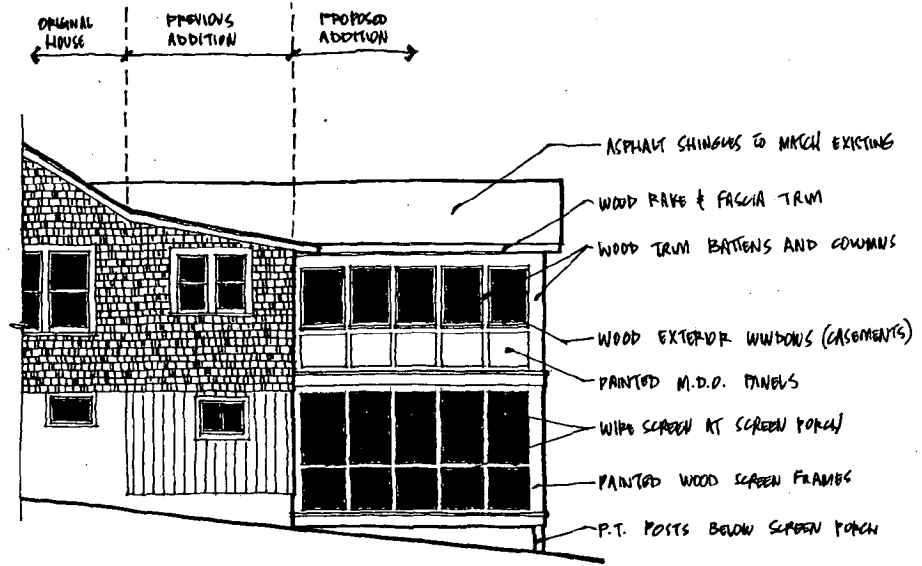 ORIGINAL
HOUSE
PREVIOUS
ADDITION
PROPOSED
ADDITION
ASPHALT SHINGLES TO MATCH EXISTING
WOOD RAKE & FASCIA TRIM
WOOD TRIM BATTENS AND COLUMNS
WOOD EXTERIOR WINDOWS (CASEMENTS)
PAINTED M.D.O. PANELS
WIRE SCREEN AT SCREEN PORCH
PAINTED WOOD SCREEN FRAMES
P.T. POSTS BELOW SCREEN PORCH